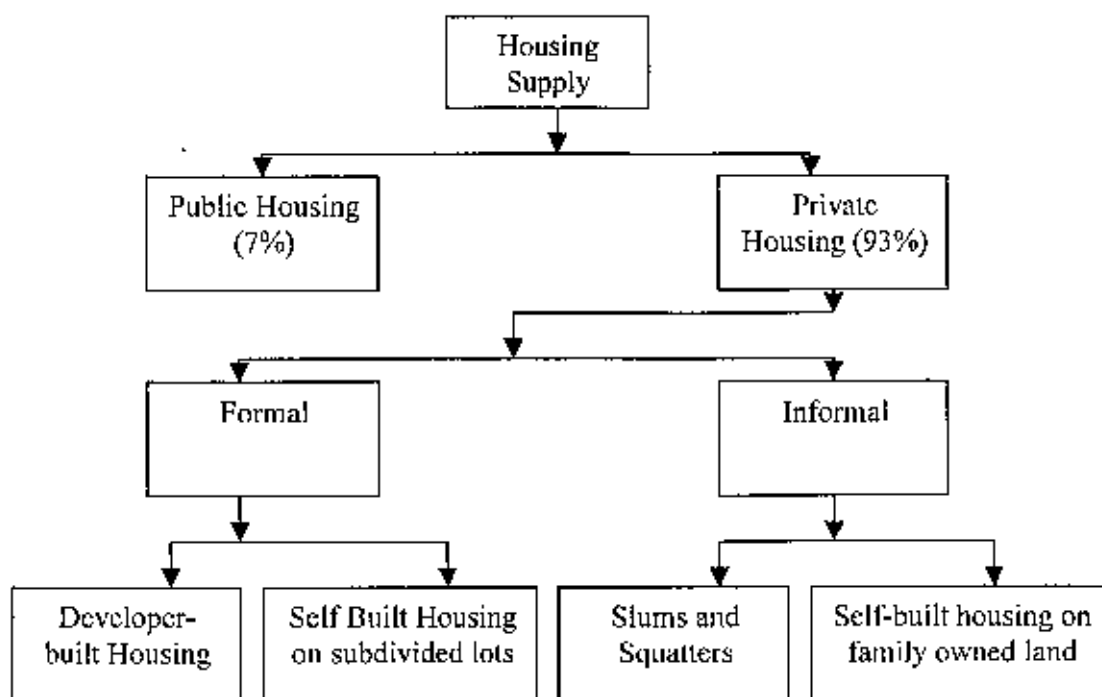 Housing
Supply
Public Housing
(7%)
Private
Housing (93%)
Formal
Informal
Developer-
built Housing
Self Built Housing
on subdivided lots
Slums and
Squatters
Self-built housing on
family owned land